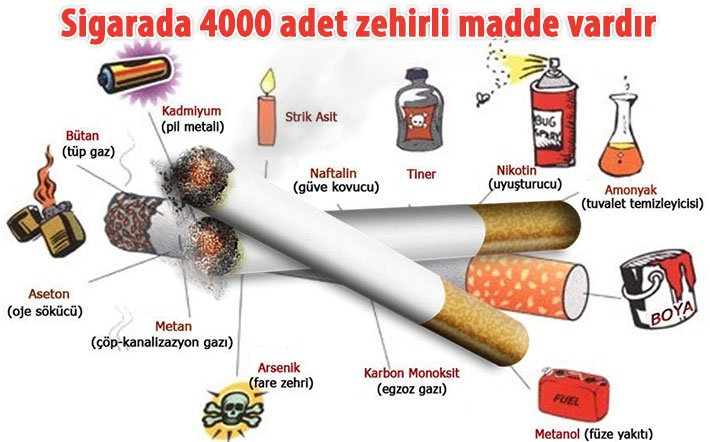 Sigarada 4000 adet zehirli madde vardır
Kadmiyum
(pil metali)
Strik Asit
Bütan
(tüp gaz)
Naftalin
(güve kovucu)
Tiner
Nikotin
(uyuşturucu)
BUG
SPRAY
Amonyak
(tuvalet temizleyicisi)
Aseton
(oje sökücü)
Metan
(çöp-kanalizasyon gazı)
BOYA
Arsenik
(fare zehri)
Karbon Monoksit
(egzoz gazı)
FUEL
Metanol (füze yakıtı)